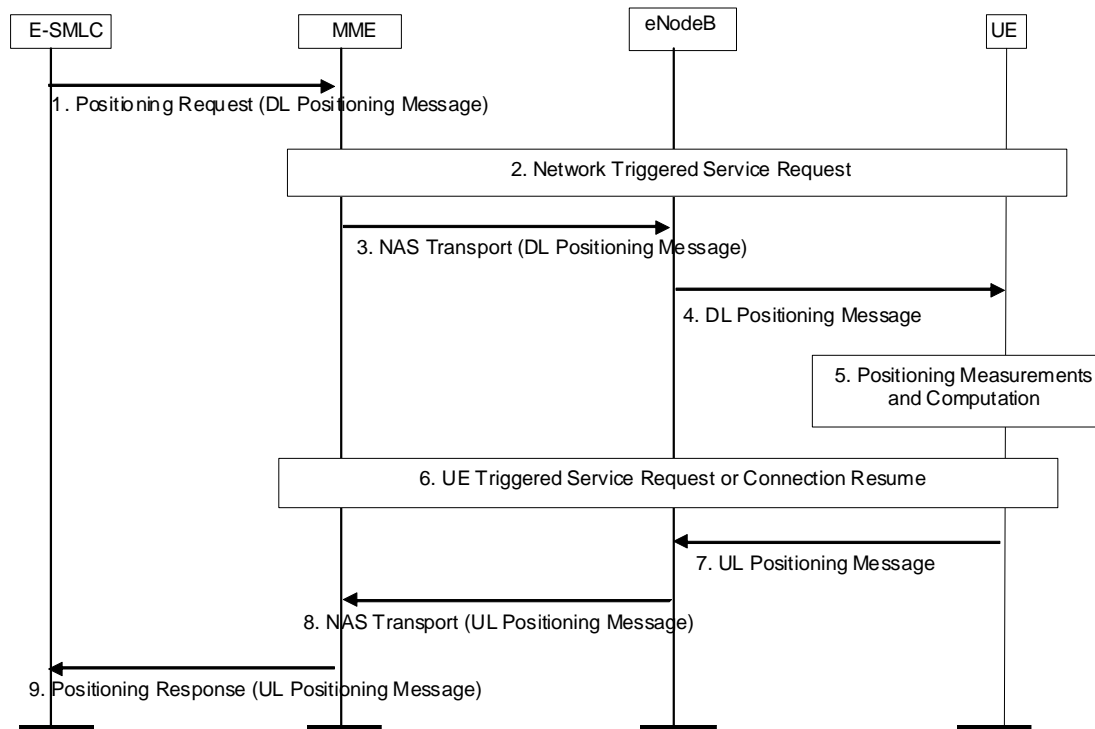 E-SMLC
MME
eNodeB
UE
1. Positioning Request (DL Positioning Message)
2. Network Triggered Service Request
3. NAS Transport (DL Positioning Message)
4. DL Positioning Message
5. Positioning Measurements
and Computation
6. UE Triggered Service Request or Connection Resume
7. UL Positioning Message
8. NAS Transport (UL Positioning Message)
9. Positioning Response (UL Positioning Message)